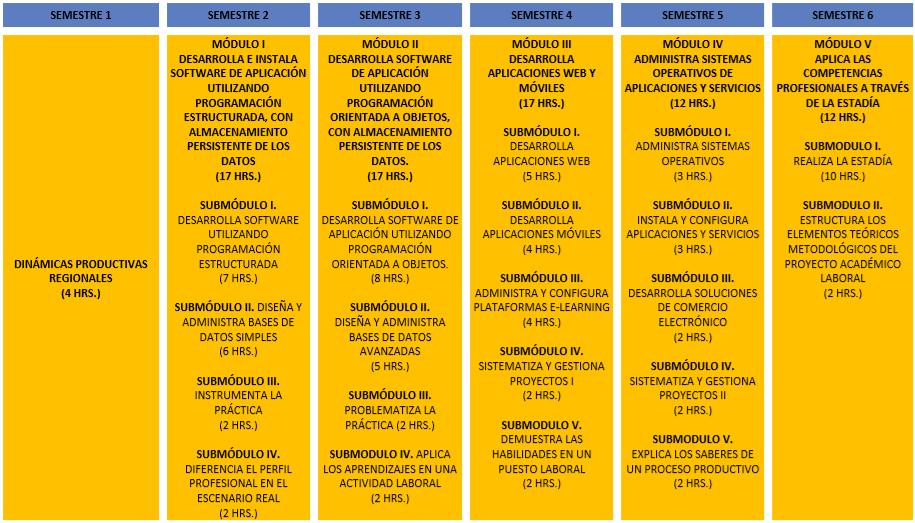 SEMESTRE 1
SEMESTRE 2
SEMESTRE 3
SEMESTRE 4
SEMESTRE 5
SEMESTRE 6
DINÁMICAS PRODUCTIVAS
REGIONALES
(4 HRS.)
MÓDULO I
DESARROLLA E INSTALA
SOFTWARE DE APLICACIÓN
UTILIZANDO
PROGRAMACIÓN
ESTRUCTURADA, CON
ALMACENAMIENTO
PERSISTENTE DE LOS
DATOS
(17 HRS.)
SUBMÓDULO I.
DESARROLLA SOFTWARE
UTILIZANDO
PROGRAMACIÓN
ESTRUCTURADA
(7 HRS.)
SUBMÓDULO II. DISEÑA Y
ADMINISTRA BASES DE
DATOS SIMPLES
(6 HRS.)
SUBMÓDULO III.
INSTRUMENTA LA
PRÁCTICA
(2 HRS.)
SUBMÓDULO IV.
DIFERENCIA EL PERFIL
PROFESIONAL EN EL
ESCENARIO REAL
(2 HRS.)
MÓDULO II
DESARROLLA SOFTWARE
DE APLICACIÓN
UTILIZANDO
PROGRAMACIÓN
ORIENTADA A OBJETOS,
CON ALMACENAMIENTO
PERSISTENTE DE LOS
DATOS.
(17 HRS.)
SUBMÓDULO I.
DESARROLLA SOFTWARE DE
APLICACIÓN UTILIZANDO
PROGRAMACIÓN
ORIENTADA A OBJETOS.
(8 HRS.)
SUBMÓDULO II.
DISEÑA Y ADMINISTRA
BASES DE DATOS
AVANZADAS
(5 HRS.)
SUBMÓDULO III.
PROBLEMATIZA LA
PRÁCTICA (2 HRS.)
SUBMODULO IV. APLICA
LOS APRENDIZAJES EN UNA
ACTIVIDAD LABORAL
(2 HRS.)
MÓDULO III
DESARROLLA
APLICACIONES WEB Y
MÓVILES
(17 HRS.)
SUBMÓDULO I.
DESARROLLA
APLICACIONES WEB
(5 HRS.)
SUBMÓDULO II.
DESARROLLA
APLICACIONES MÓVILES
(4 HRS.)
SUBMÓDULO III.
ADMINISTRA Y CONFIGURA
PLATAFORMAS E-LEARNING
(4 HRS.)
SUBMÓDULO IV.
SISTEMATIZA Y GESTIONA
PROYECTOS I
(2 HRS.)
SUBMODULO V.
DEMUESTRA LAS
HABILIDADES EN UN
PUESTO LABORAL
(2 HRS.)
MÓDULO IV
ADMINISTRA SISTEMAS
OPERATIVOS DE
APLICACIONES Y SERVICIOS
(12 HRS.)
SUBMÓDULO I.
ADMINISTRA SISTEMAS
OPERATIVOS
(3 HRS.)
SUBMÓDULO II.
INSTALA Y CONFIGURA
APLICACIONES Y SERVICIOS
(3 HRS.)
SUBMÓDULO III.
DESARROLLA SOLUCIONES
DE COMERCIO
ELECTRÓNICO
(2 HRS.)
SUBMÓDULO IV.
SISTEMATIZA Y GESTIONA
PROYECTOS II
(2 HRS.)
SUBMODULO V.
EXPLICA LOS SABERES DE
UN PROCESO PRODUCTIVO
(2 HRS.)
MÓDULO V
APLICA LAS
COMPETENCIAS
PROFESIONALES A TRAVÉS
DE LA ESTADÍA
(12 HRS.)
SUBMODULO I.
REALIZA LA ESTADÍA
(10 HRS.)
SUBMODULO II.
ESTRUCTURA LOS
ELEMENTOS TEÓRICOS
METODOLÓGICOS DEL
PROYECTO ACADÉMICO
LABORAL
(2 HRS.)